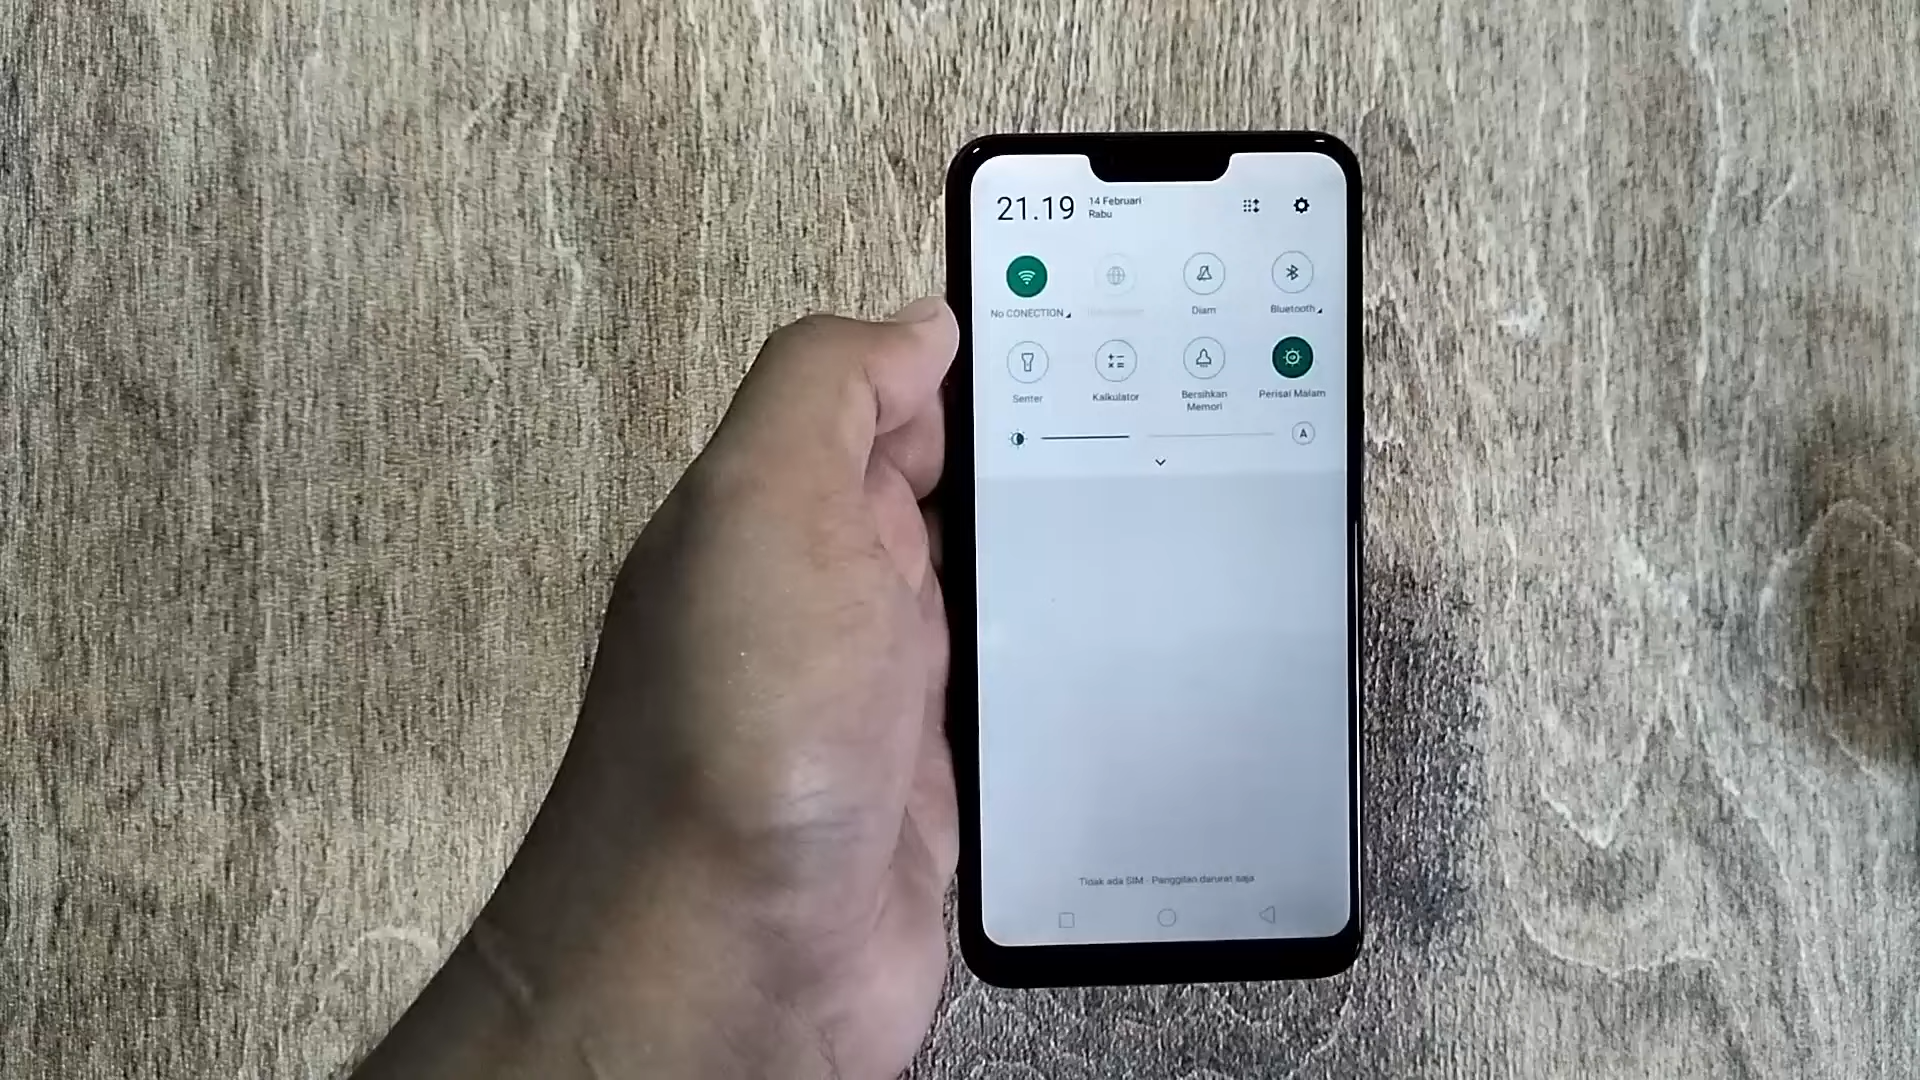 21.19
14 Februari
Rabu
No CONECTION
Diam
Bluetooth
Senter
Kalkulator
Bersihkan
Memori
Perisai Malam
A
Tidak ada SIM - Panggilan darurat saja